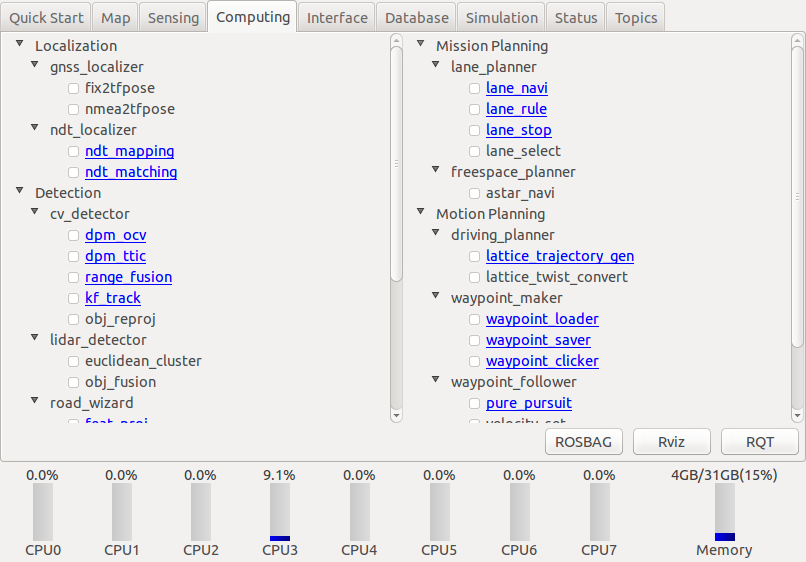 Quick Start Map Sensing Computing Interface Database Simulation Status Topics
Localization
gnss_localizer
fix2tfpose
nmea2tfpose
ndt_localizer
ndt_mapping
ndt_matching
Detection
cv_detector
dpm_ocv
dpm_ttic
range_fusion
kf_track
obj_reproj
lidar_detector
euclidean_cluster
obj_fusion
road_wizard
feat_proj
Mission Planning
lane_planner
lane_navi
lane_rule
lane_stop
lane_select
freespace_planner
astar_navi
Motion Planning
driving_planner
lattice_trajectory_gen
lattice_twist_convert
waypoint_maker
waypoint_loader
waypoint_saver
waypoint_clicker
waypoint_follower
pure_pursuit
velocity_set
ROSBAG Rviz RQT
0.0% 0.0% 0.0% 9.1% 0.0% 0.0% 0.0% 0.0% 4GB/31GB(15%)
CPU0 CPU1 CPU2 CPU3 CPU4 CPU5 CPU6 CPU7 Memory